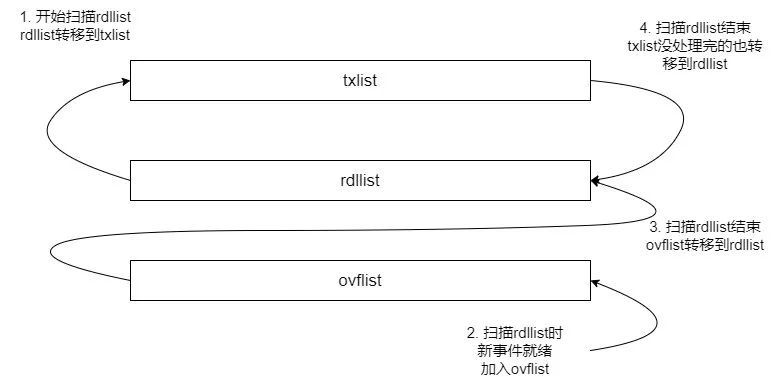 1. 开始扫描rdllist
rdllist转移到txlist
4. 扫描rdllist结束
txlist没处理完的也转
移到rdllist
txlist
rdllist
3. 扫描rdllist结束
ovflist转移到rdllist
ovflist
2. 扫描rdllist时
新事件就绪
加入ovflist